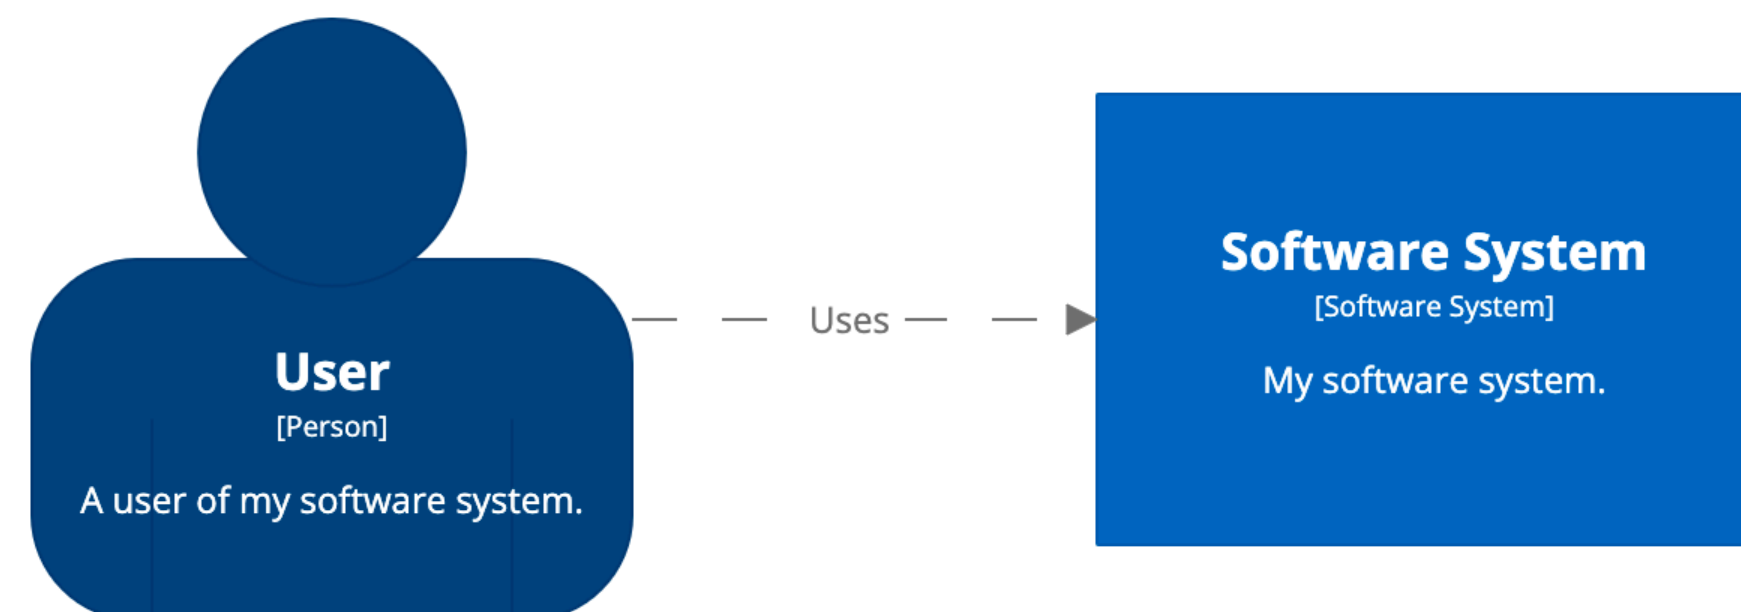 User
[Person]
A user of my software system.
Uses
Software System
[Software System]
My software system.